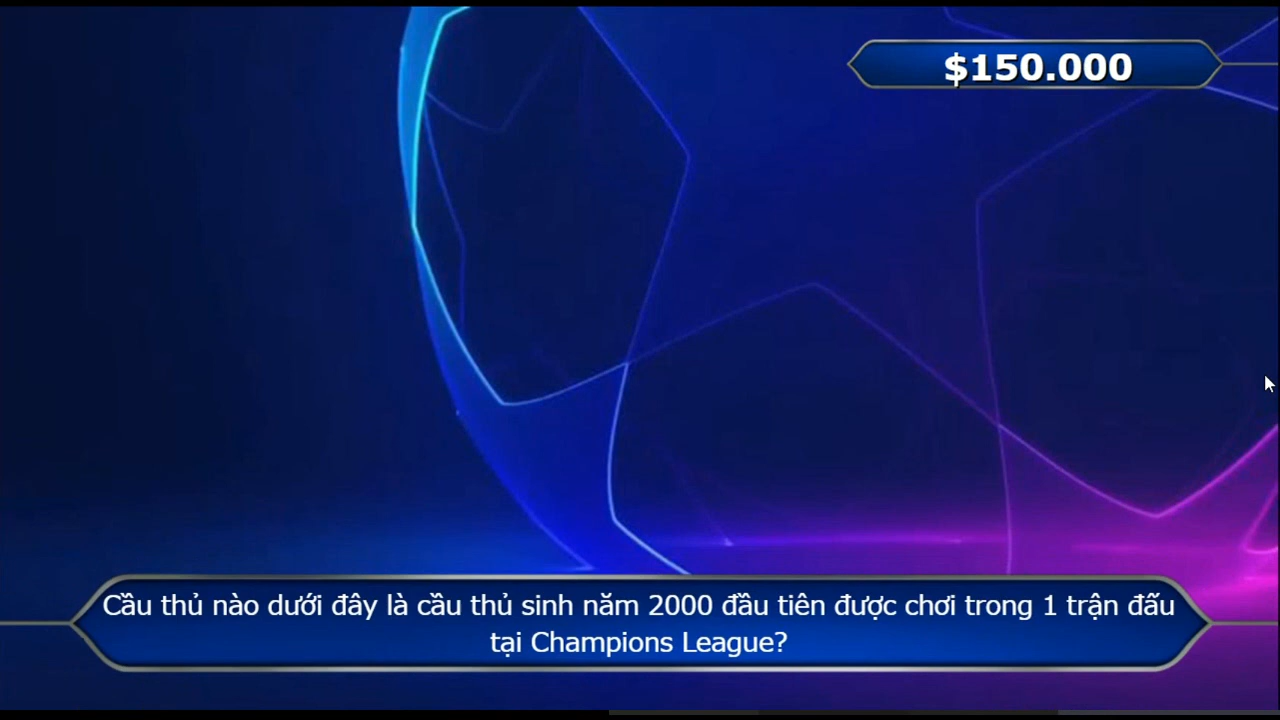 $150.000
Cầu thủ nào dưới đây là cầu thủ sinh năm 2000 đầu tiên được chơi trong 1 trận đấu
tại Champions League?